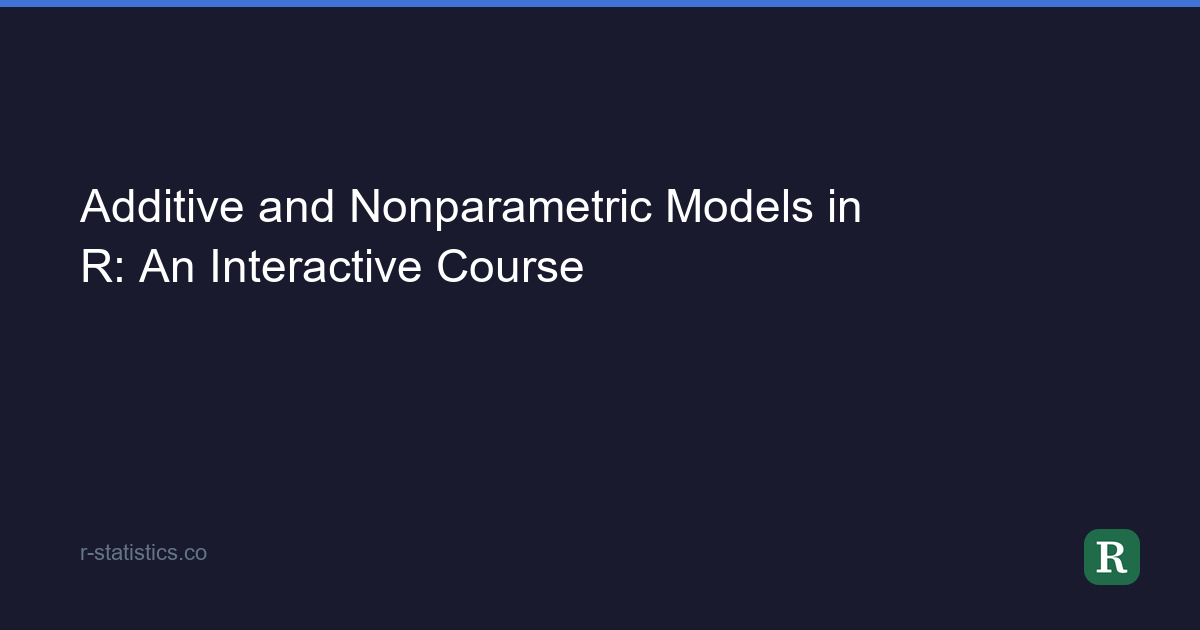 Additive and Nonparametric Models in
R: An Interactive Course
r-statistics.co
R